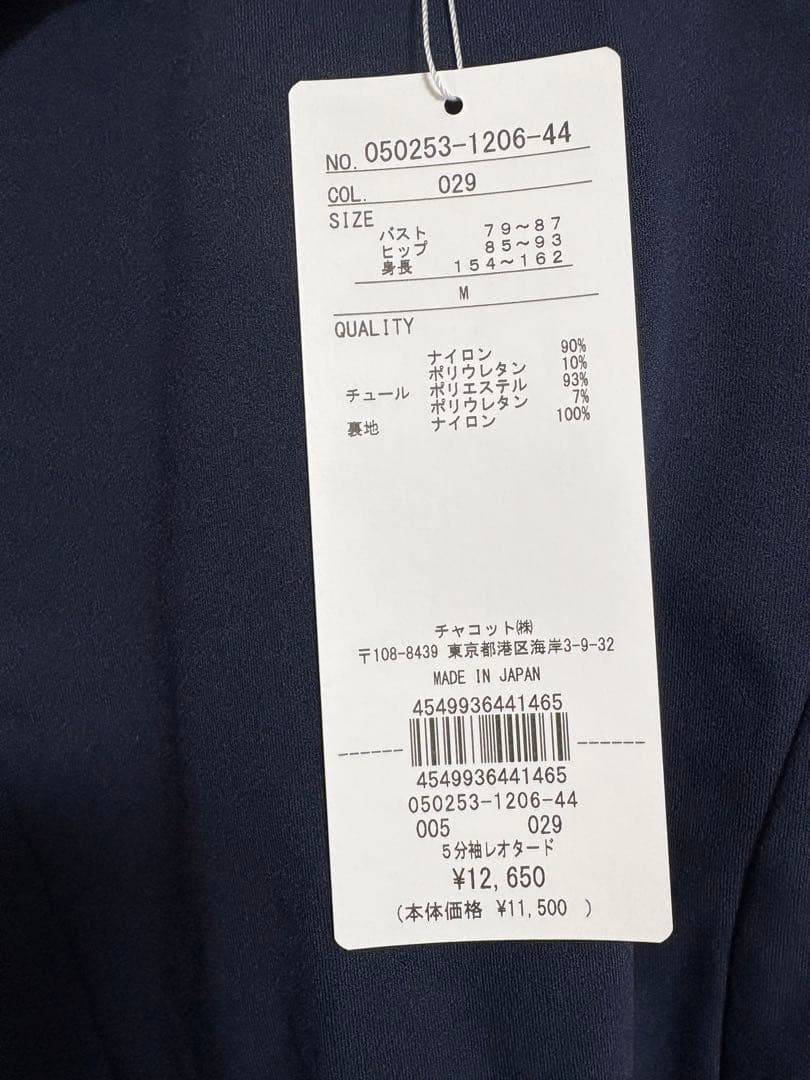 NO. 050253-1206-44
COL. 029
SIZE
バスト 79～87
ヒップ 85～93
身長 154～162
M
QUALITY
ナイロン 90%
ポリウレタン 10%
チュール ポリエステル 93%
ポリウレタン 7%
裏地 ナイロン 100%
チャコット㈱
〒108-8439 東京都港区海岸3-9-32
MADE IN JAPAN
4549936441465
4549936441465
050253-1206-44
005 029
5分袖レオタード
¥12,650
(本体価格 ¥11,500 )